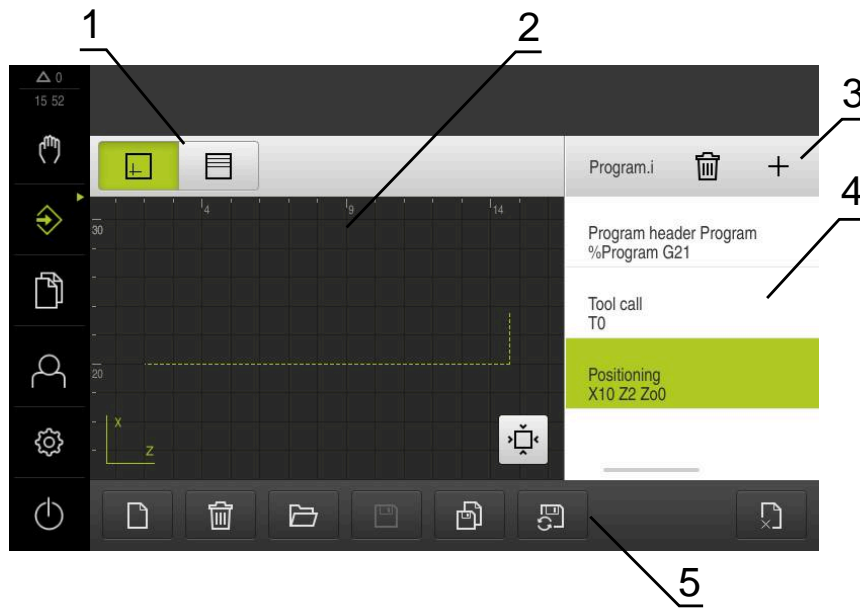 1
2
3
4
5
0
15 52
Program.i
4
9
14
30
20
Program header Program
%Program G21
Tool call
T0
Positioning
X10 Z2 Zo0
X
Z